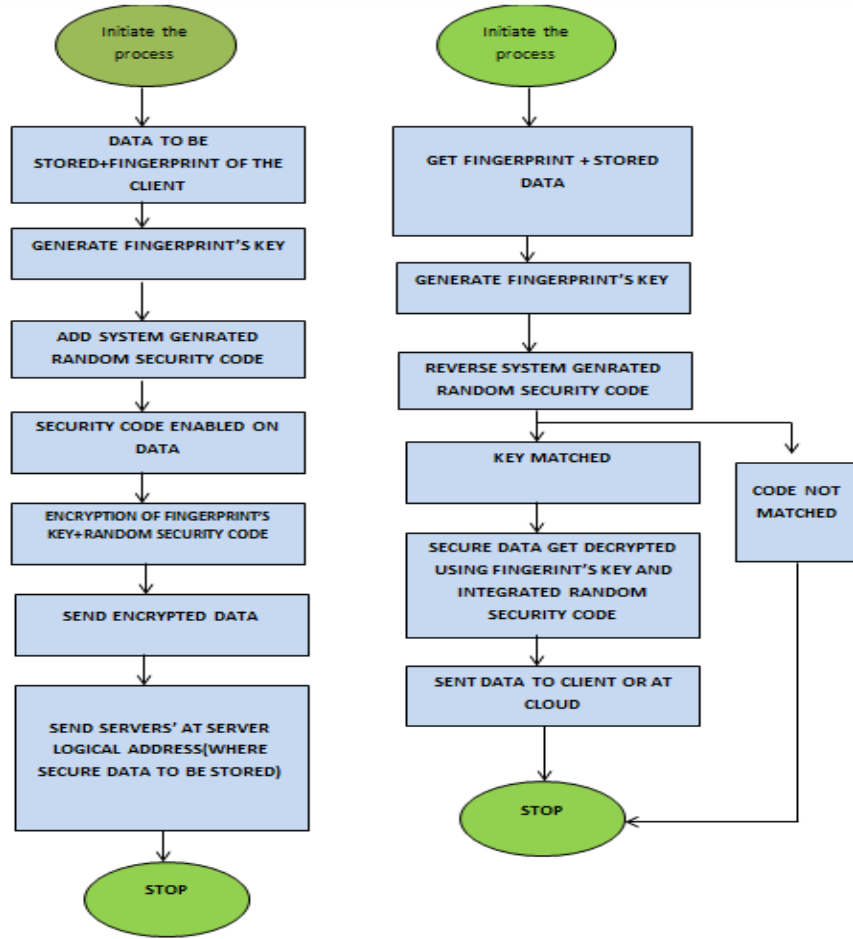 Initiate the
process
DATA TO BE
STORED+FINGERPRINT OF THE
CLIENT
GENERATE FINGERPRINT'S KEY
ADD SYSTEM GENRATED
RANDOM SECURITY CODE
SECURITY CODE ENABLED ON
DATA
ENCRYPTION OF FINGERPRINT'S
KEY+RANDOM SECURITY CODE
SEND ENCRYPTED DATA
SEND SERVERS' AT SERVER
LOGICAL ADDRESS(WHERE
SECURE DATA TO BE STORED)
STOP
Initiate the
process
GET FINGERPRINT + STORED
DATA
GENERATE FINGERPRINT'S KEY
REVERSE SYSTEM GENRATED
RANDOM SECURITY CODE
KEY MATCHED
CODE NOT
MATCHED
SECURE DATA GET DECRYPTED
USING FINGERINT'S KEY AND
INTEGRATED RANDOM
SECURITY CODE
SENT DATA TO CLIENT OR AT
CLOUD
STOP